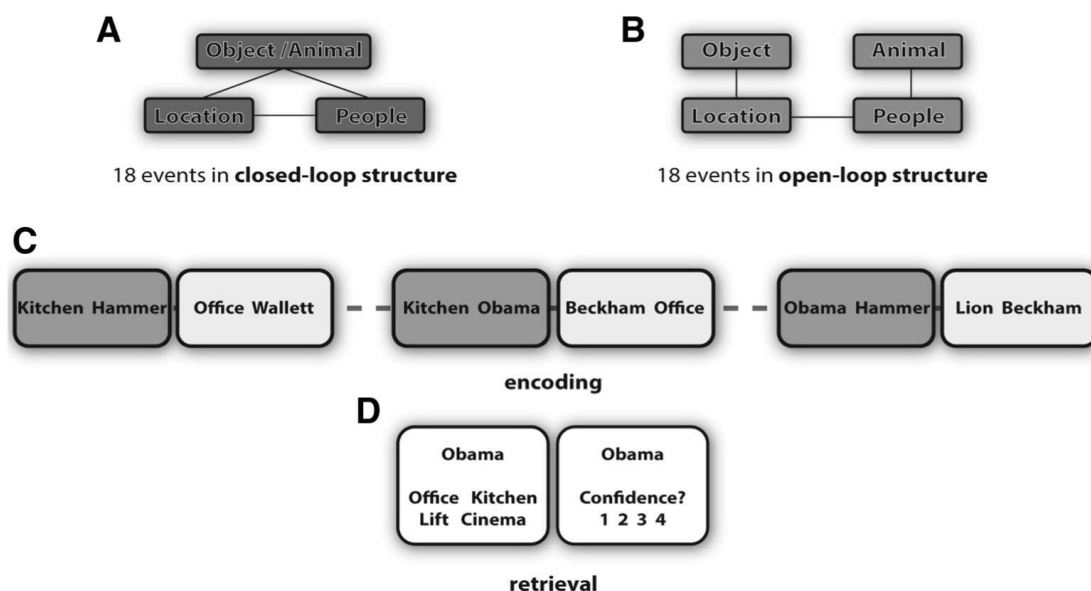 A
Object /Animal
Location People
18 events in closed-loop structure
B
Object Animal
Location People
18 events in open-loop structure
C
Kitchen Hammer Office Wallett Kitchen Obama Beckham Office Obama Hammer Lion Beckham
encoding
D
Obama
Office Kitchen
Lift Cinema
Obama
Confidence?
1 2 3 4
retrieval